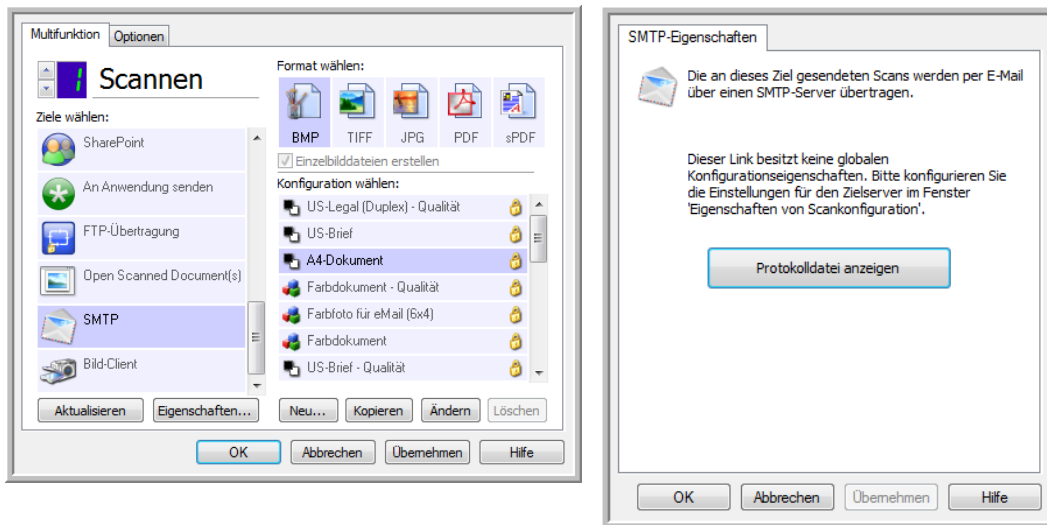 Multifunktion
Optionen
1
Scannen
Ziele wählen:
SharePoint
An Anwendung senden
FTP-Übertragung
Open Scanned Document(s)
SMTP
Bild-Client
Aktualisieren
Eigenschaften...
Format wählen:
BMP
TIFF
JPG
PDF
sPDF
Einzelbilddateien erstellen
Konfiguration wählen:
US-Legal (Duplex) - Qualität
US-Brief
A4-Dokument
Farbdokument - Qualität
Farbfoto für eMail (6x4)
Farbdokument
US-Brief - Qualität
Neu...
Kopieren
Ändern
Löschen
OK
Abbrechen
Übernehmen
Hilfe
SMTP-Eigenschaften
Die an dieses Ziel gesendeten Scans werden per E-Mail
über einen SMTP-Server übertragen.
Dieser Link besitzt keine globalen
Konfigurationseigenschaften. Bitte konfigurieren Sie
die Einstellungen für den Zielserver im Fenster
'Eigenschaften von Scankonfiguration'.
Protokolldatei anzeigen
OK
Abbrechen
Übernehmen
Hilfe